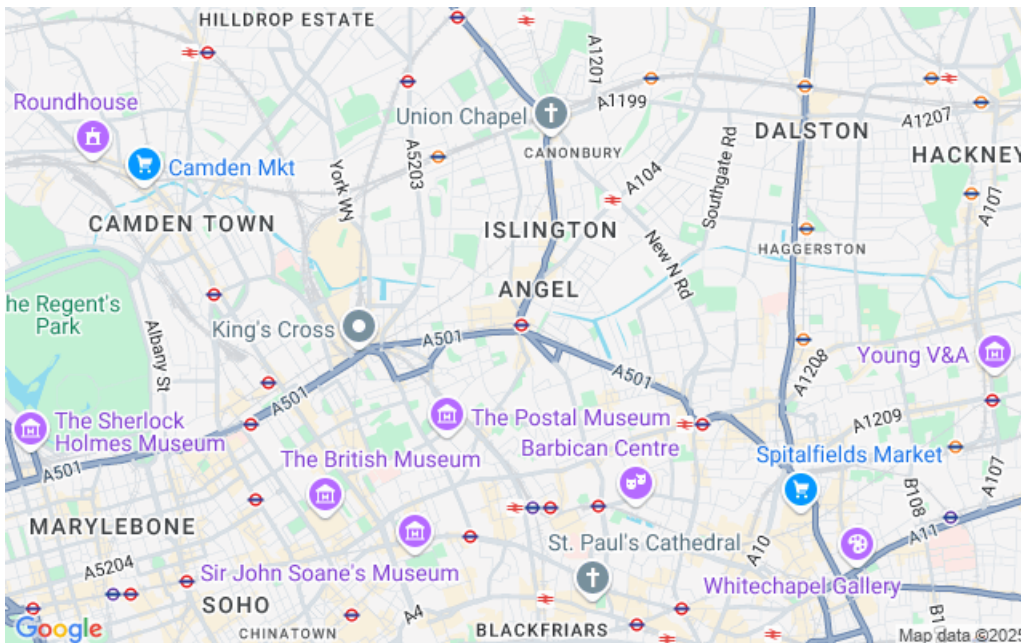 HILLDROP ESTATE
A1201
Roundhouse
Union Chapel
A1199
A1207
DALSTON
Camden Mkt
York Wy
A5203
CANONBURY
HACKNEY
A104
Southgate Rd
A107
CAMDEN TOWN
ISLINGTON
HAGGERSTON
New N Rd
ANGEL
he Regent's
Park
Albany St
King's Cross
A501
A501
A501
A1208
Young V&A
The Sherlock
Holmes Museum
A501
The Postal Museum
A1209
The British Museum
Barbican Centre
Spitalfields Market
A107
B108
MARYLEBONE
A11
St. Paul's Cathedral
A10
A5204
Sir John Soane's Museum
Whitechapel Gallery
SOHO
A4
B1
Google
CHINATOWN
BLACKFRIARS
Map data ©2025